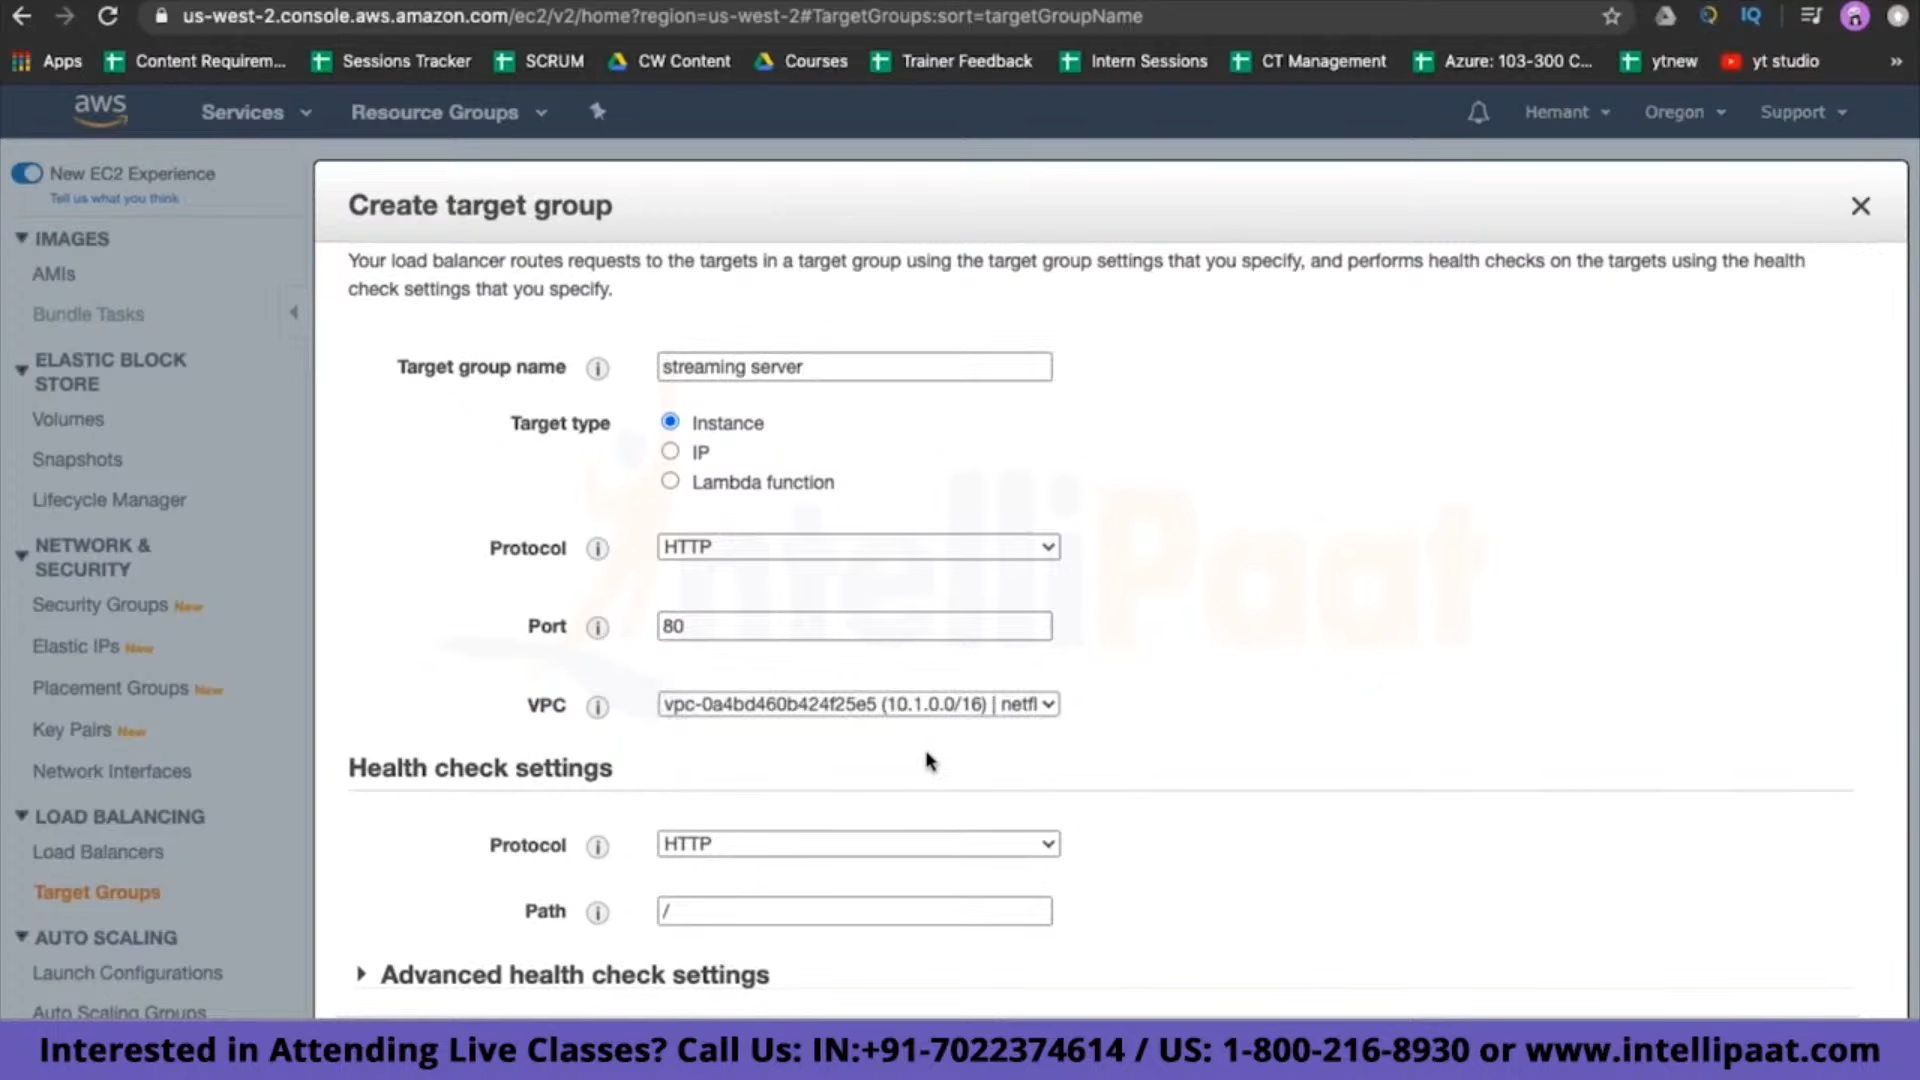 us-west-2.console.aws.amazon.com/ec2/v2/home?region=us-west-2#TargetGroups:sort=targetGroupName
IQ
Apps
Content Requirem...
Sessions Tracker
SCRUM
CW Content
Courses
Trainer Feedback
Intern Sessions
CT Management
Azure: 103-300 C...
ytnew
yt studio
»
aws
Services
Resource Groups
Hemant
Oregon
Support
New EC2 Experience
Tell us what you think
IMAGES
AMIs
Bundle Tasks
ELASTIC BLOCK
STORE
Volumes
Snapshots
Lifecycle Manager
NETWORK &
SECURITY
Security Groups New
Elastic IPs New
Placement Groups New
Key Pairs New
Network Interfaces
LOAD BALANCING
Load Balancers
Target Groups
AUTO SCALING
Launch Configurations
Auto Scaling Groups
Create target group
Your load balancer routes requests to the targets in a target group using the target group settings that you specify, and performs health checks on the targets using the health
check settings that you specify.
Target group name
streaming server
Target type
Instance
IP
Lambda function
Protocol
HTTP
Port
80
VPC
vpc-0a4bd460b424f25e5 (10.1.0.0/16) | netfl
Health check settings
Protocol
HTTP
Path
/
Advanced health check settings
IntelliPaat
Interested in Attending Live Classes? Call Us: IN:+91-7022374614 / US: 1-800-216-8930 or www.intellipaat.com